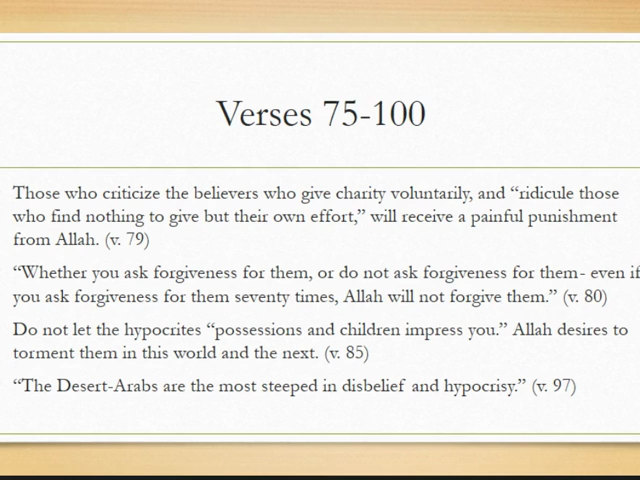 Verses 75-100
Those who criticize the believers who give charity voluntarily, and “ridicule those
who find nothing to give but their own effort,” will receive a painful punishment
from Allah. (v. 79)
“Whether you ask forgiveness for them, or do not ask forgiveness for them- even if
you ask forgiveness for them seventy times, Allah will not forgive them.” (v. 80)
Do not let the hypocrites “possessions and children impress you.” Allah desires to
torment them in this world and the next. (v. 85)
“The Desert-Arabs are the most steeped in disbelief and hypocrisy.” (v. 97)